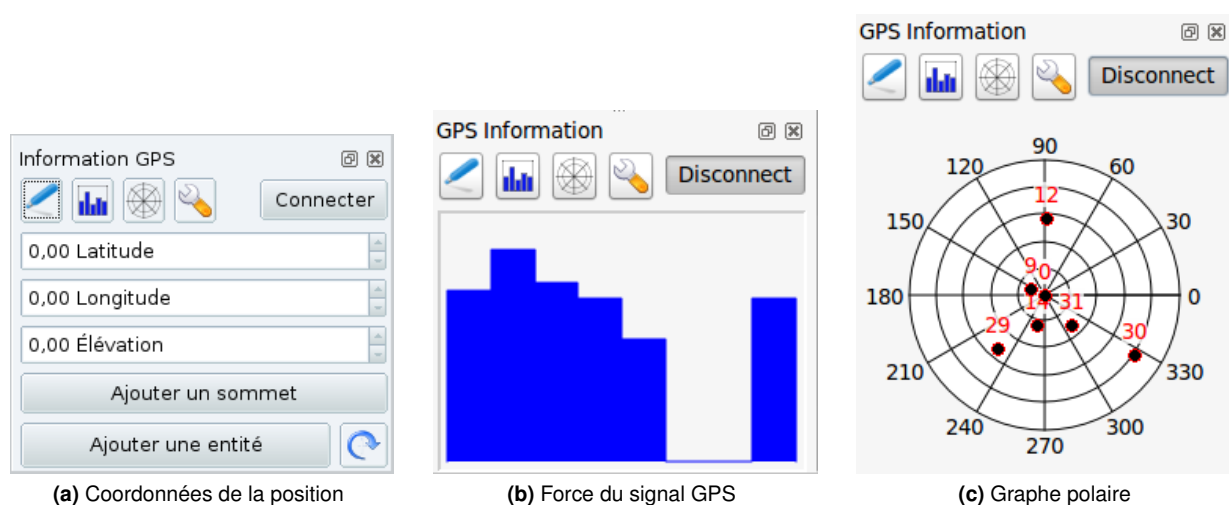 Information GPS
Connecter
0,00 Latitude
0,00 Longitude
0,00 Élévation
Ajouter un sommet
Ajouter une entité
(a) Coordonnées de la position
GPS Information
Disconnect
(b) Force du signal GPS
GPS Information
Disconnect
90
120 60
12
150 30
9 0
180 0
14 31
29 30
210 330
240 300
270
(c) Graphe polaire